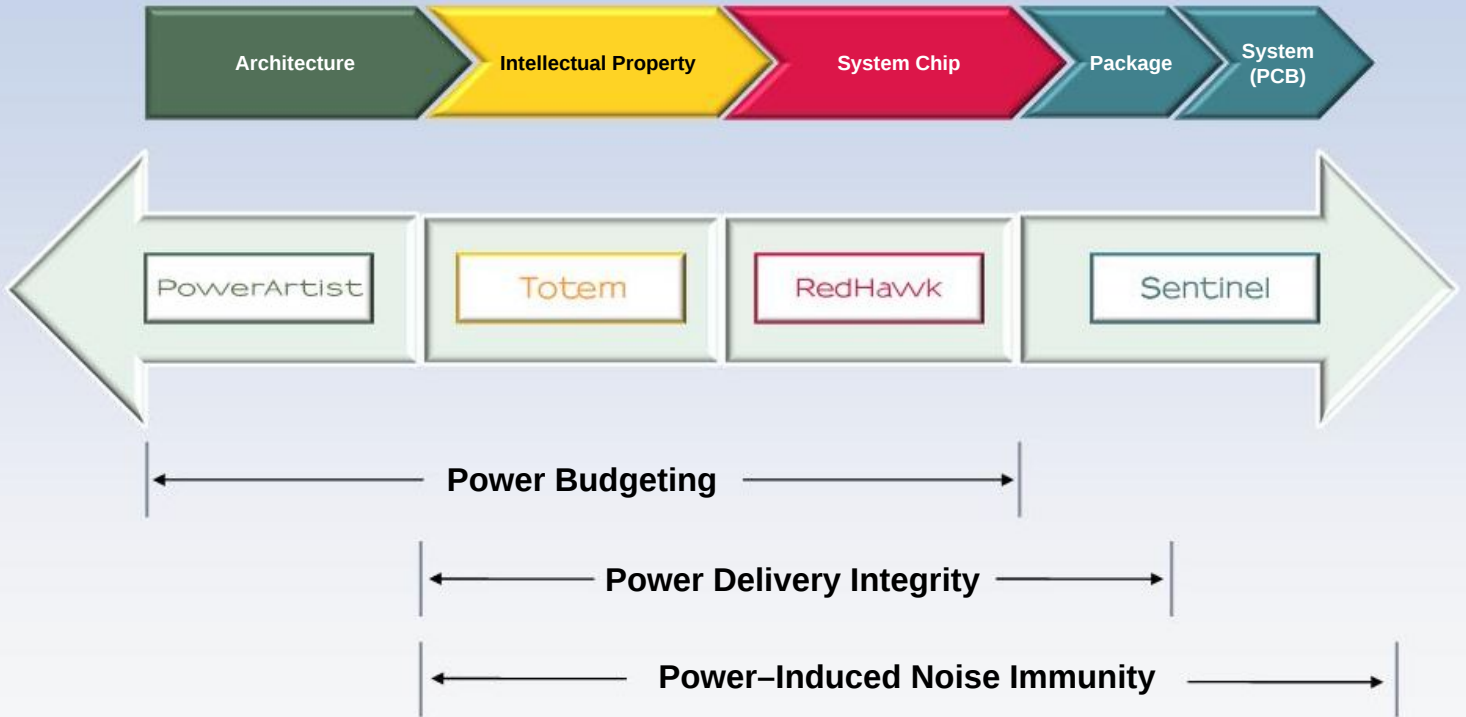 Architecture
Intellectual Property
System Chip
Package
System
(PCB)
PowerArtist
Totem
RedHawk
Sentinel
Power Budgeting
Power Delivery Integrity
Power–Induced Noise Immunity